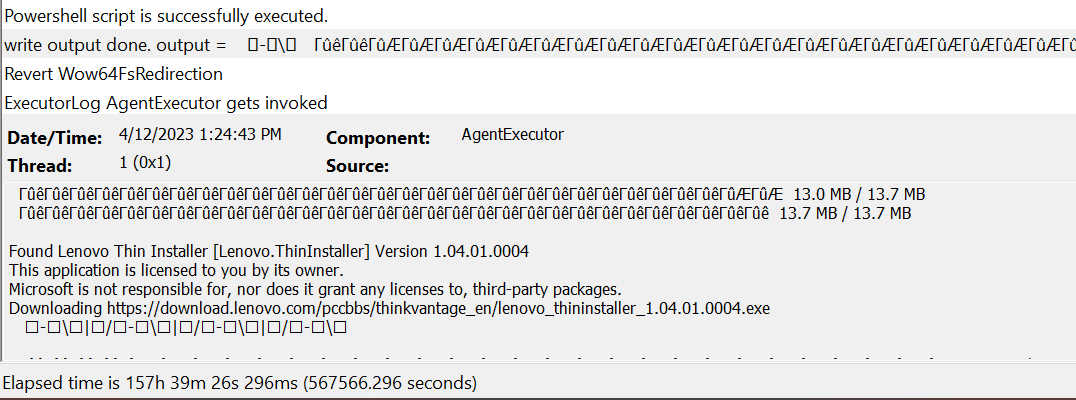 Powershell script is successfully executed.
write output done. output = □-□\□ ΓûêΓûêΓûÆΓûÆΓûÆΓûÆΓûÆΓûÆΓûÆΓûÆΓûÆΓûÆΓûÆΓûÆΓûÆΓûÆΓûÆΓûÆΓûÆΓûÆΓûÆΓûÆΓû
Revert Wow64FsRedirection
ExecutorLog AgentExecutor gets invoked
Date/Time: 4/12/2023 1:24:43 PM Component: AgentExecutor
Thread: 1 (0x1) Source:
ΓûêΓûêΓûêΓûêΓûêΓûêΓûêΓûêΓûêΓûêΓûêΓûêΓûêΓûêΓûêΓûêΓûêΓûêΓûêΓûêΓûêΓûêΓûêΓûêΓûêΓûêΓûêΓûêΓûÆΓûÆ 13.0 MB / 13.7 MB
ΓûêΓûêΓûêΓûêΓûêΓûêΓûêΓûêΓûêΓûêΓûêΓûêΓûêΓûêΓûêΓûêΓûêΓûêΓûêΓûêΓûêΓûêΓûêΓûêΓûêΓûêΓûêΓûêΓûêΓûê 13.7 MB / 13.7 MB
Found Lenovo Thin Installer [Lenovo.ThinInstaller] Version 1.04.01.0004
This application is licensed to you by its owner.
Microsoft is not responsible for, nor does it grant any licenses to, third-party packages.
Downloading https://download.lenovo.com/pccbbs/thinkvantage_en/lenovo_thininstaller_1.04.01.0004.exe
□-□\□|□/□-□\□|□/□-□\□|□/□-□\□
Elapsed time is 157h 39m 26s 296ms (567566.296 seconds)